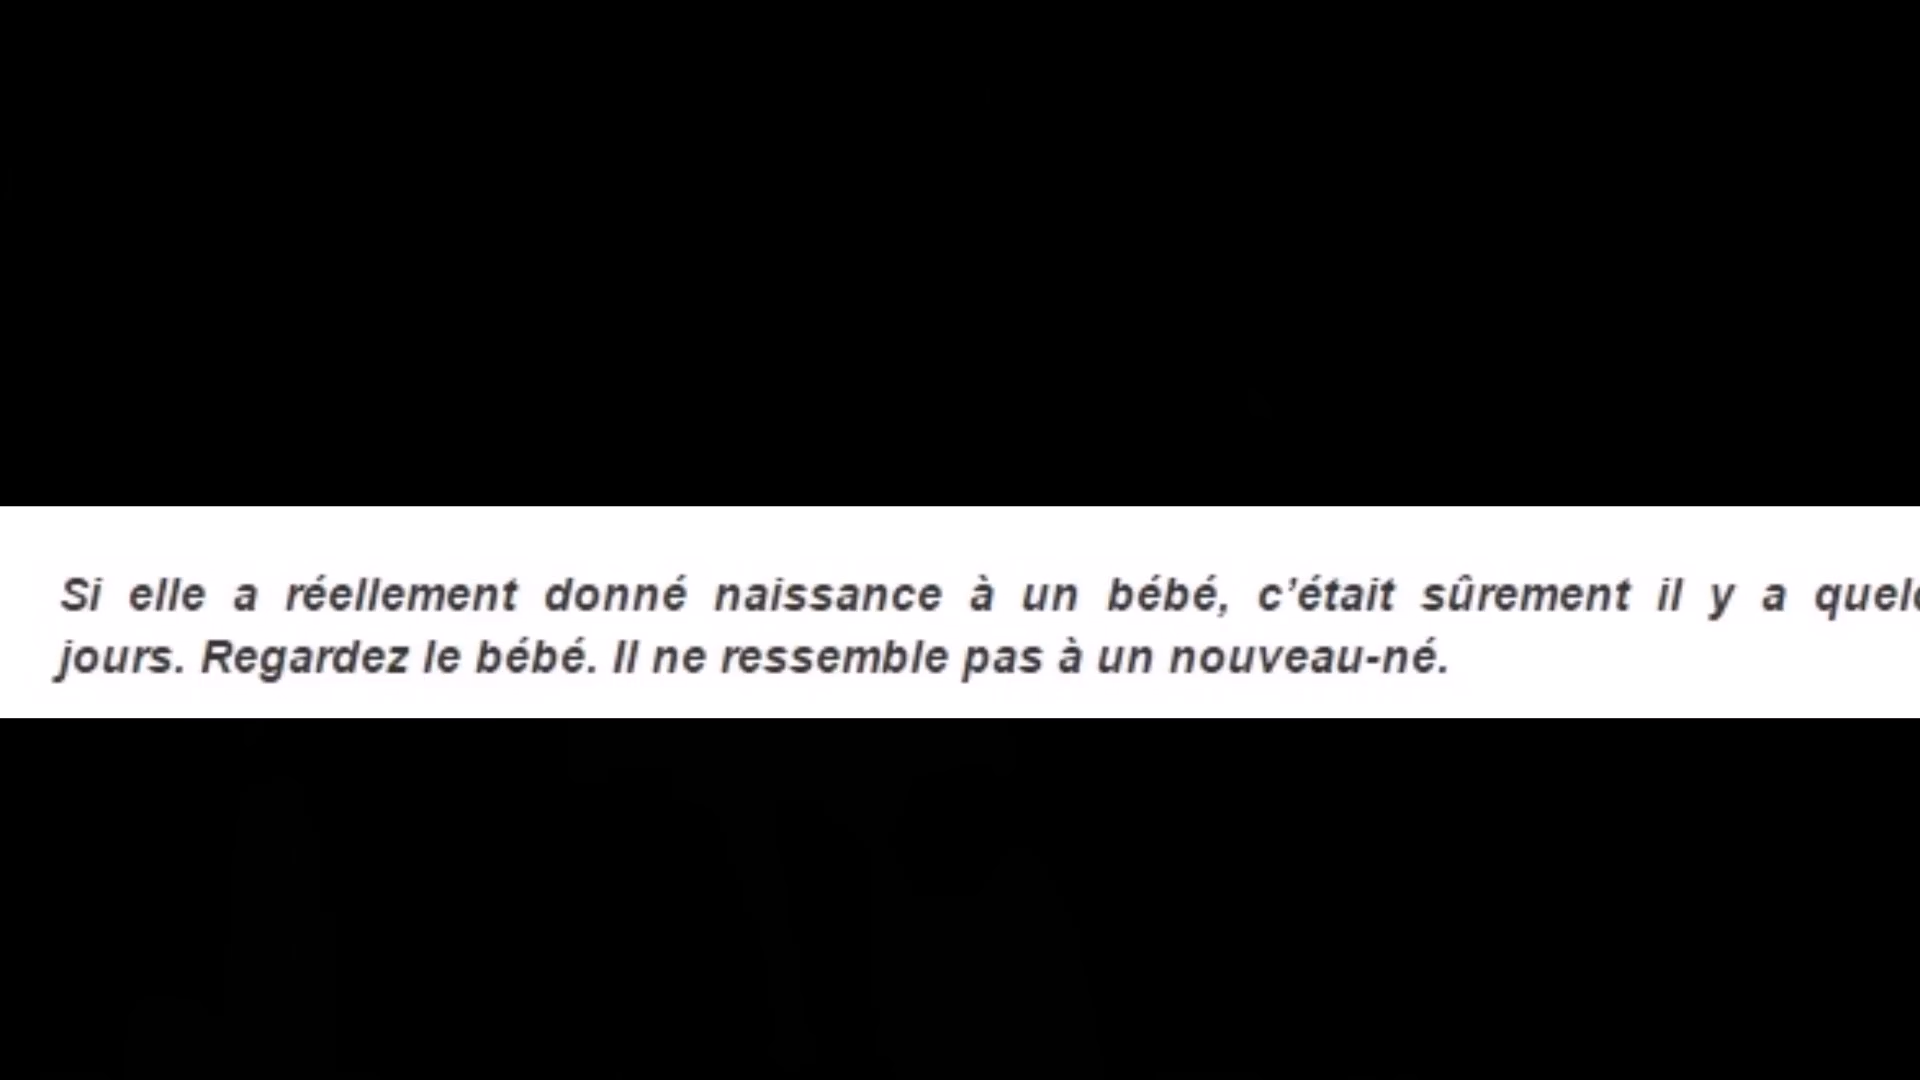 Si elle a réellement donné naissance à un bébé, c’était sûrement il y a
jours. Regardez le bébé. Il ne ressemble pas à un nouveau-né.